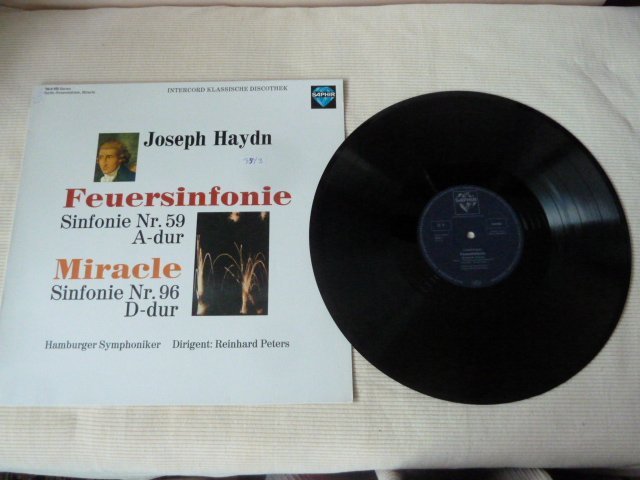 INTERCORD KLASSISCHE DISCOTHEK
SAPHIR
Joseph Haydn
Feuersinfonie
Sinfonie Nr. 59
A-dur
Miracle
Sinfonie Nr. 96
D-dur
Hamburger Symphoniker Dirigent: Reinhard Peters
SAPHIR